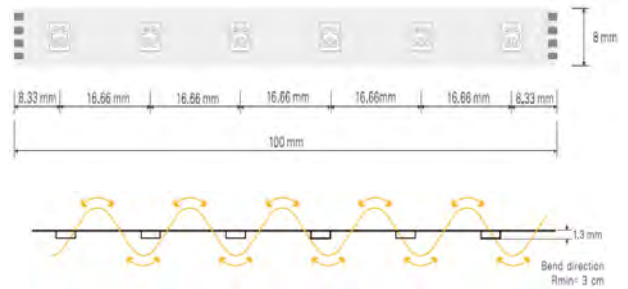 8 mm
8.33 mm 16.66 mm 16.66 mm 16.66 mm 16.66mm 16.66 mm 8.33 mm
100 mm
1,3 mm
Bend direction
Rmin= 3 cm